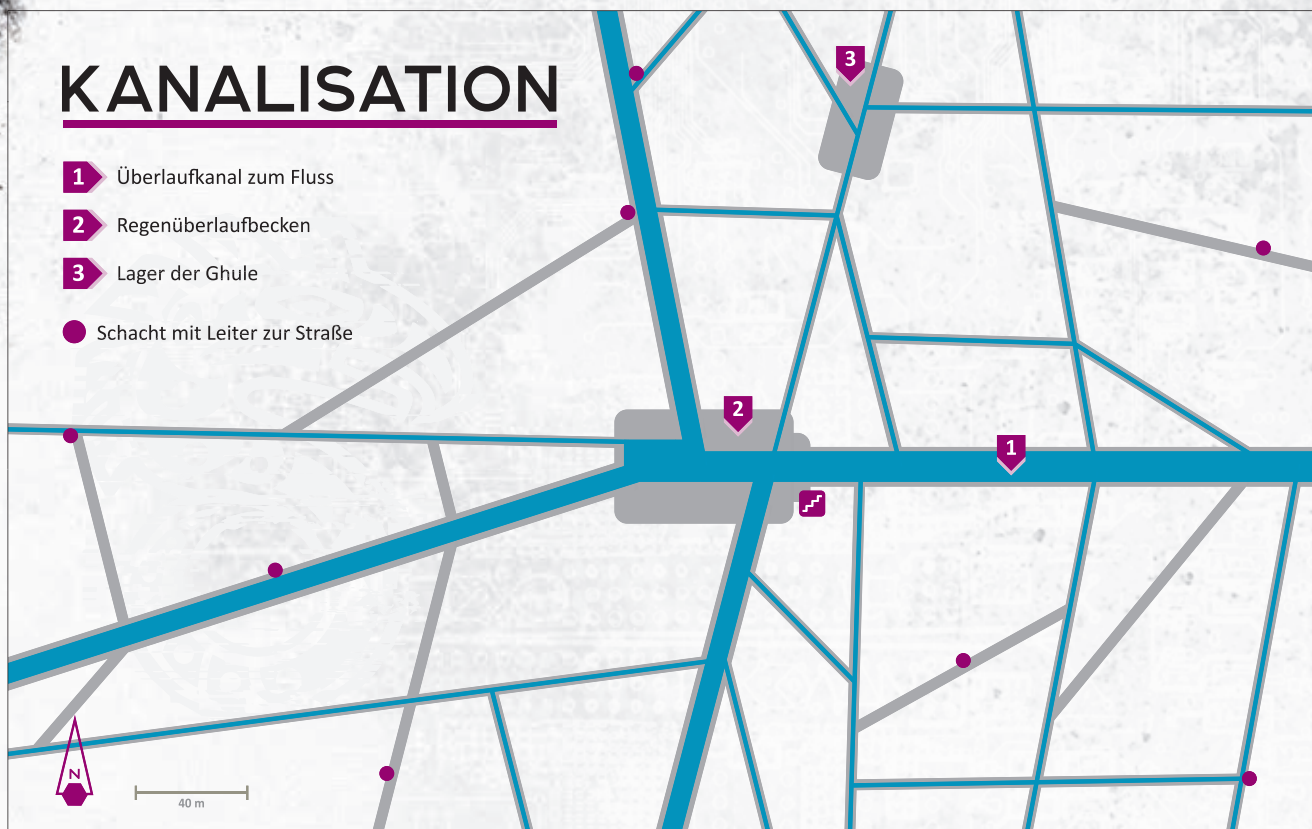 KANALISATION
1 Überlaufkanal zum Fluss
2 Regenüberlaufbecken
3 Lager der Ghule
Schacht mit Leiter zur Straße
3
2
1
N
40 m